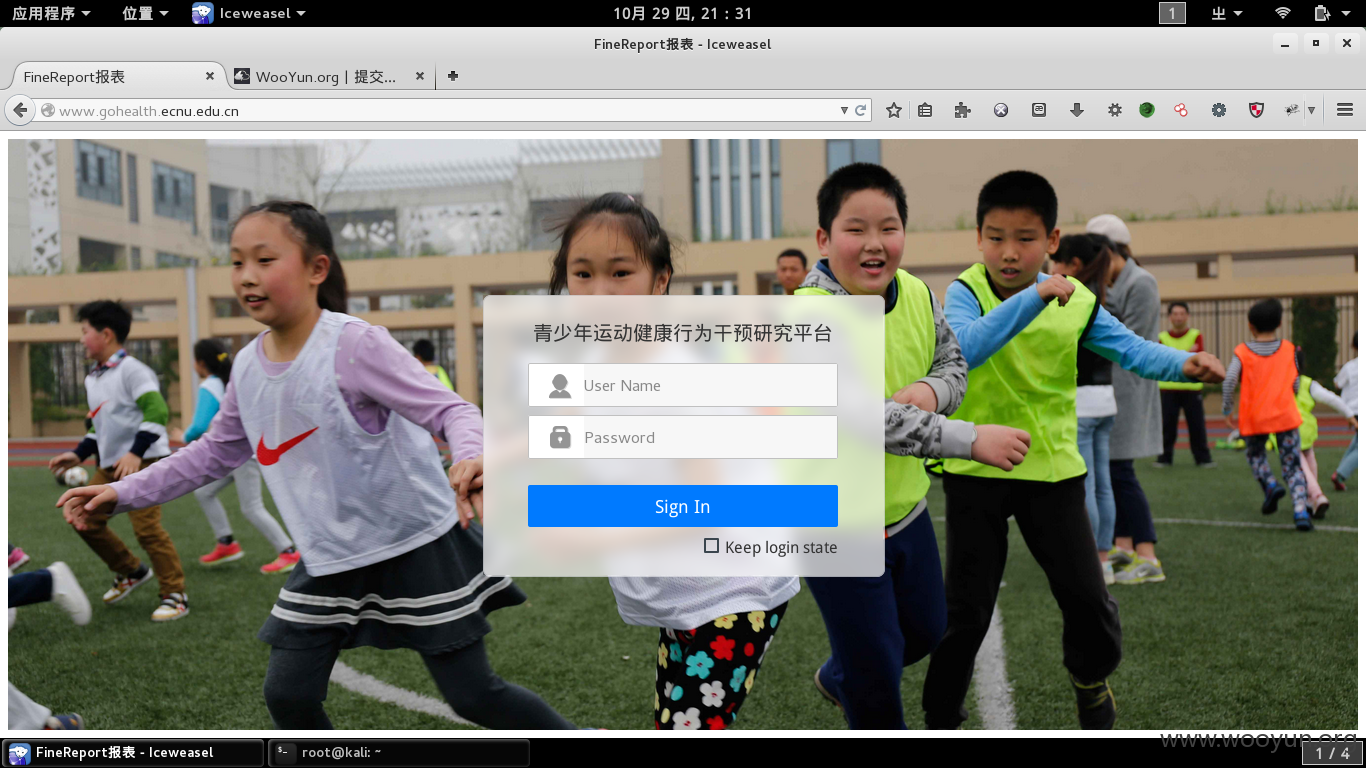 应用程序 位置 Iceweasel 10月 29 四, 21 : 31 1
FineReport报表 - Iceweasel
FineReport报表 WooYun.org | 提交...
www.gohealth.ecnu.edu.cn
青少年运动健康行为干预研究平台
User Name
Password
Sign In
Keep login state
www.wooyun.org
FineReport报表 - Iceweasel root@kali: ~ 1 / 4